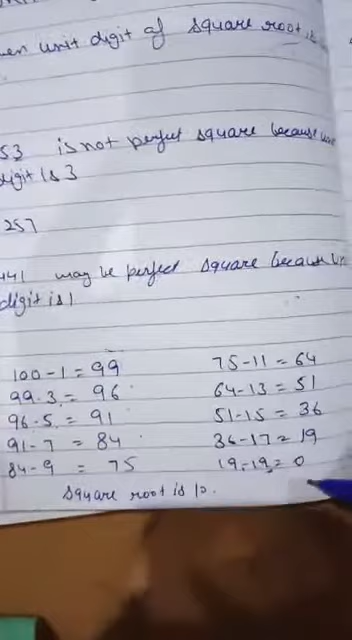 en unit digit of square root is
53 is not perfect square because
digit is 3
257
441 may be perfect square because
digit is 1
100-1=99
99-3=96
96-5=91
91-7=84
84-9=75
75-11=64
64-13=51
51-15=36
36-17=19
19-19=0
square root is 10.